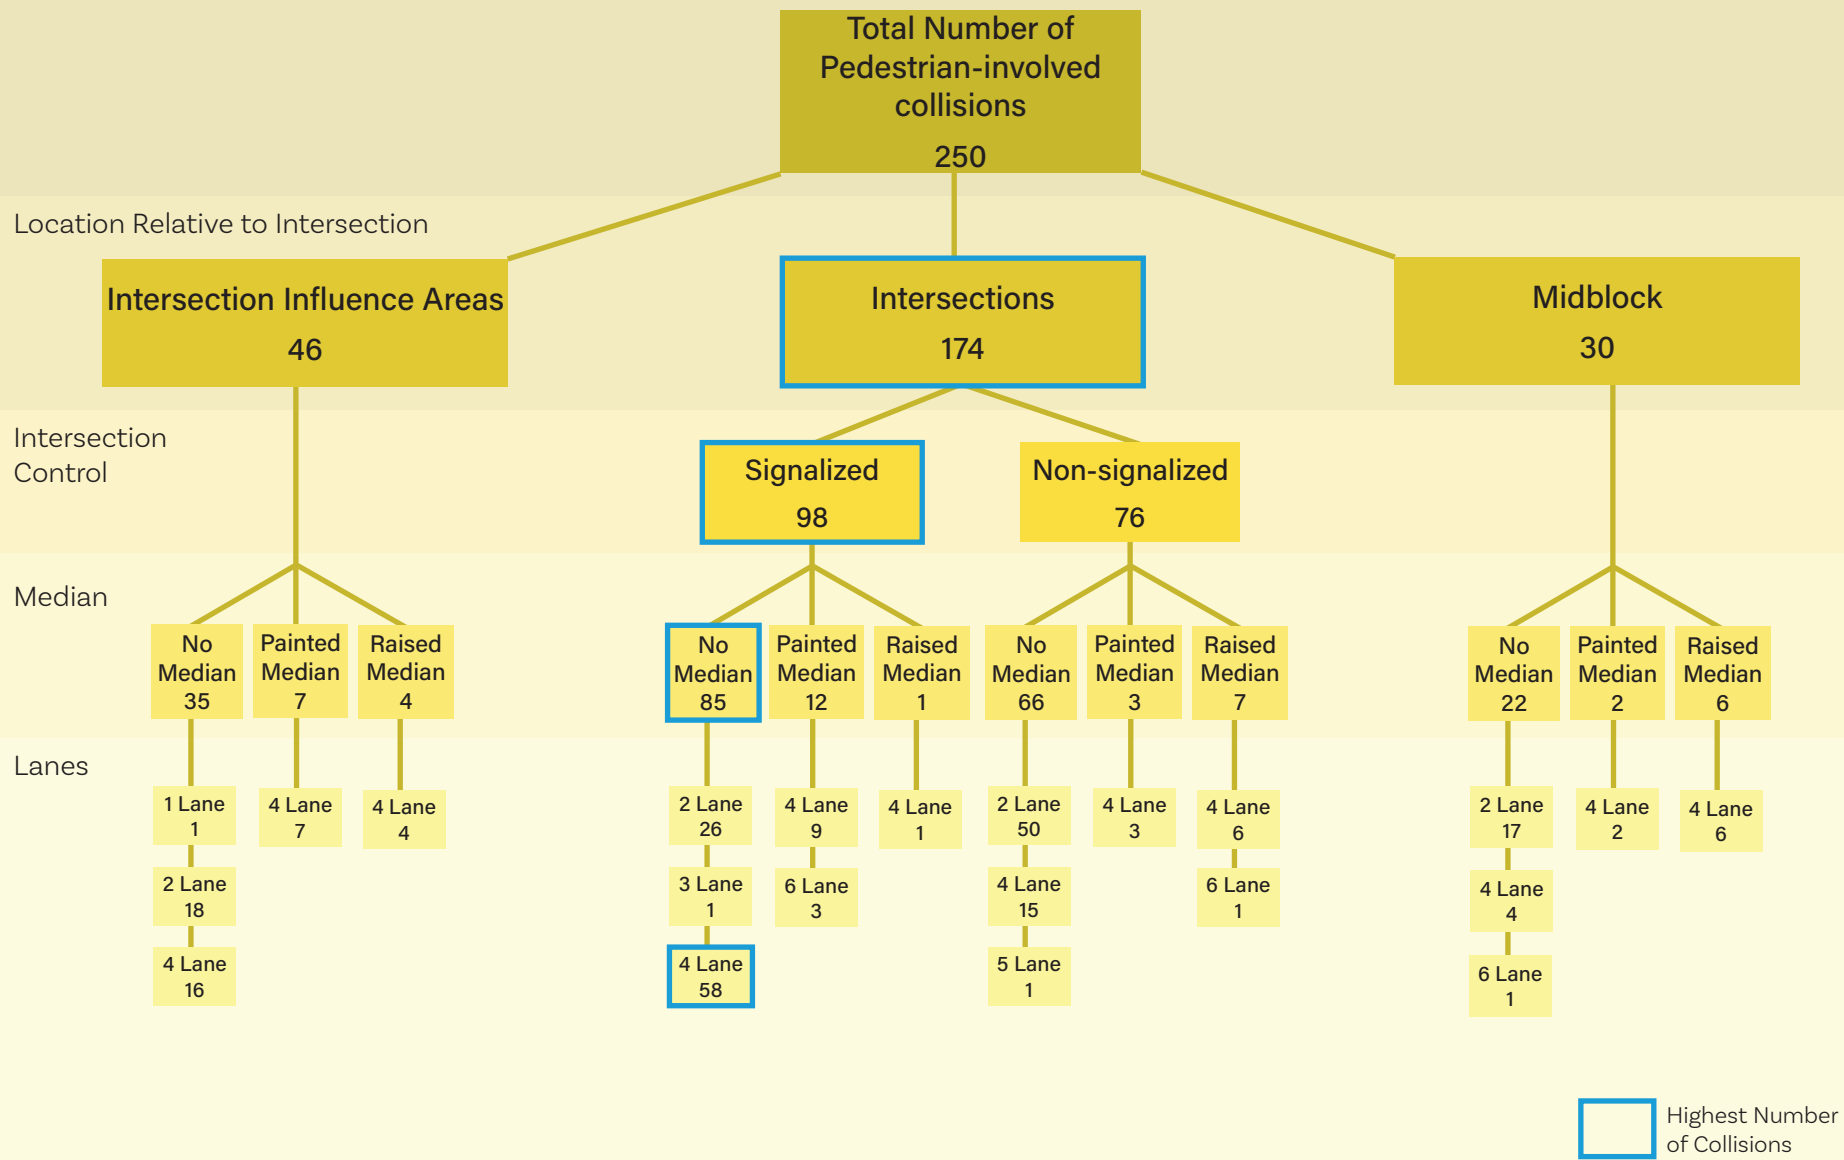 Total Number of
Pedestrian-involved
collisions
250
Location Relative to Intersection
Intersection Influence Areas
46
Intersections
174
Midblock
30
Intersection
Control
Signalized
98
Non-signalized
76
Median
No
Median
35
Painted
Median
7
Raised
Median
4
No
Median
85
Painted
Median
12
Raised
Median
1
No
Median
66
Painted
Median
3
Raised
Median
7
No
Median
22
Painted
Median
2
Raised
Median
6
Lanes
1 Lane
1
2 Lane
18
4 Lane
16
4 Lane
7
4 Lane
4
2 Lane
26
3 Lane
1
4 Lane
58
4 Lane
9
6 Lane
3
4 Lane
1
2 Lane
50
4 Lane
15
5 Lane
1
4 Lane
3
4 Lane
6
6 Lane
1
2 Lane
17
4 Lane
4
6 Lane
1
4 Lane
2
4 Lane
6
Highest Number
of Collisions